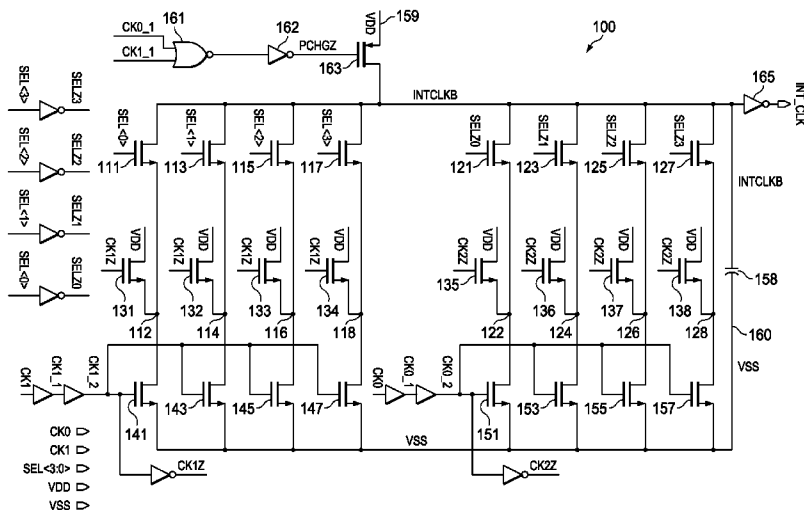 CK0_1
161
162
CK1_1
PCHGZ
163
VDD
159
100
165
INT_CLK
INTCLKB
SEL<3>
SELZ3
SEL<2>
SELZ2
SEL<1>
SELZ1
SEL<0>
SELZ0
SEL<0>
111
SEL<1>
113
SEL<2>
115
SEL<3>
117
SELZ0
121
SELZ1
123
SELZ2
125
SELZ3
127
INTCLKB
CK1Z
VDD
131
CK1Z
VDD
132
CK1Z
VDD
133
CK1Z
VDD
134
CK2Z
VDD
135
CK2Z
VDD
136
CK2Z
VDD
137
CK2Z
VDD
138
158
112
114
116
118
122
124
126
128
160
VSS
CK1
CK1_1
CK1_2
141
143
145
147
CK0
CK0_1
CK0_2
151
153
155
157
VSS
CK1Z
CK2Z
CK0
CK1
SEL<3:0>
VDD
VSS